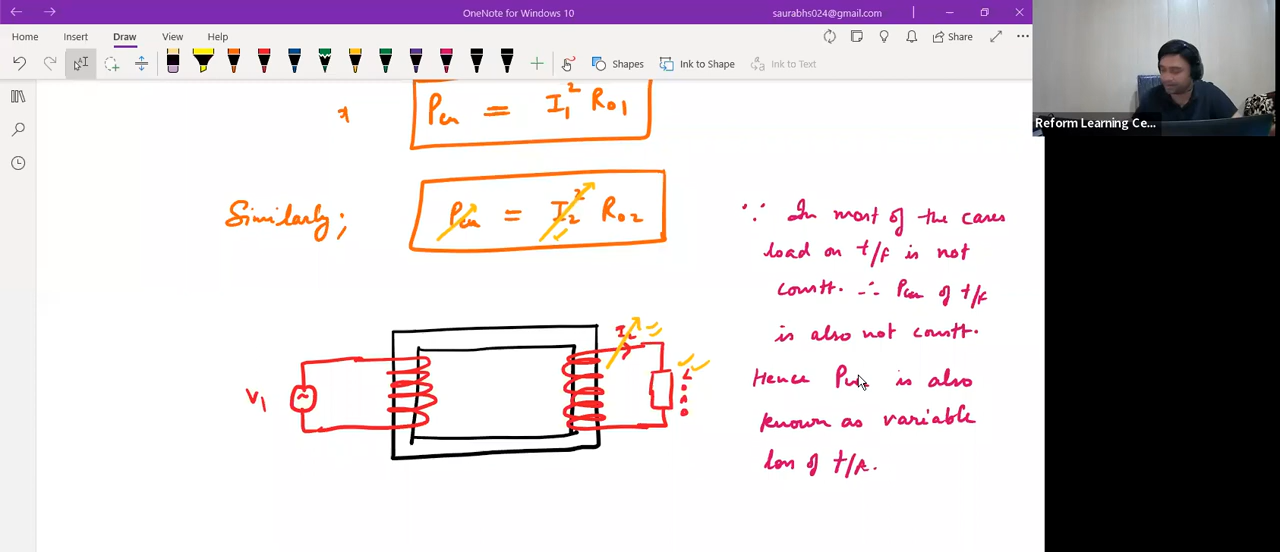 OneNote for Windows 10
saurabhs024@gmail.com
Home Insert Draw View Help
Share
Shapes
Ink to Shape
Ink to Text
Reform Learning Ce...
Pcu = I₁² R01
Similarly; Pcu = I₂² R02
∵ In most of the cases
load on t/f is not
constt. ∴ Pcu of t/f
is also not constt.
Hence Pcu is also
known as variable
loss of t/f.
V1
I2
L
O
A
D